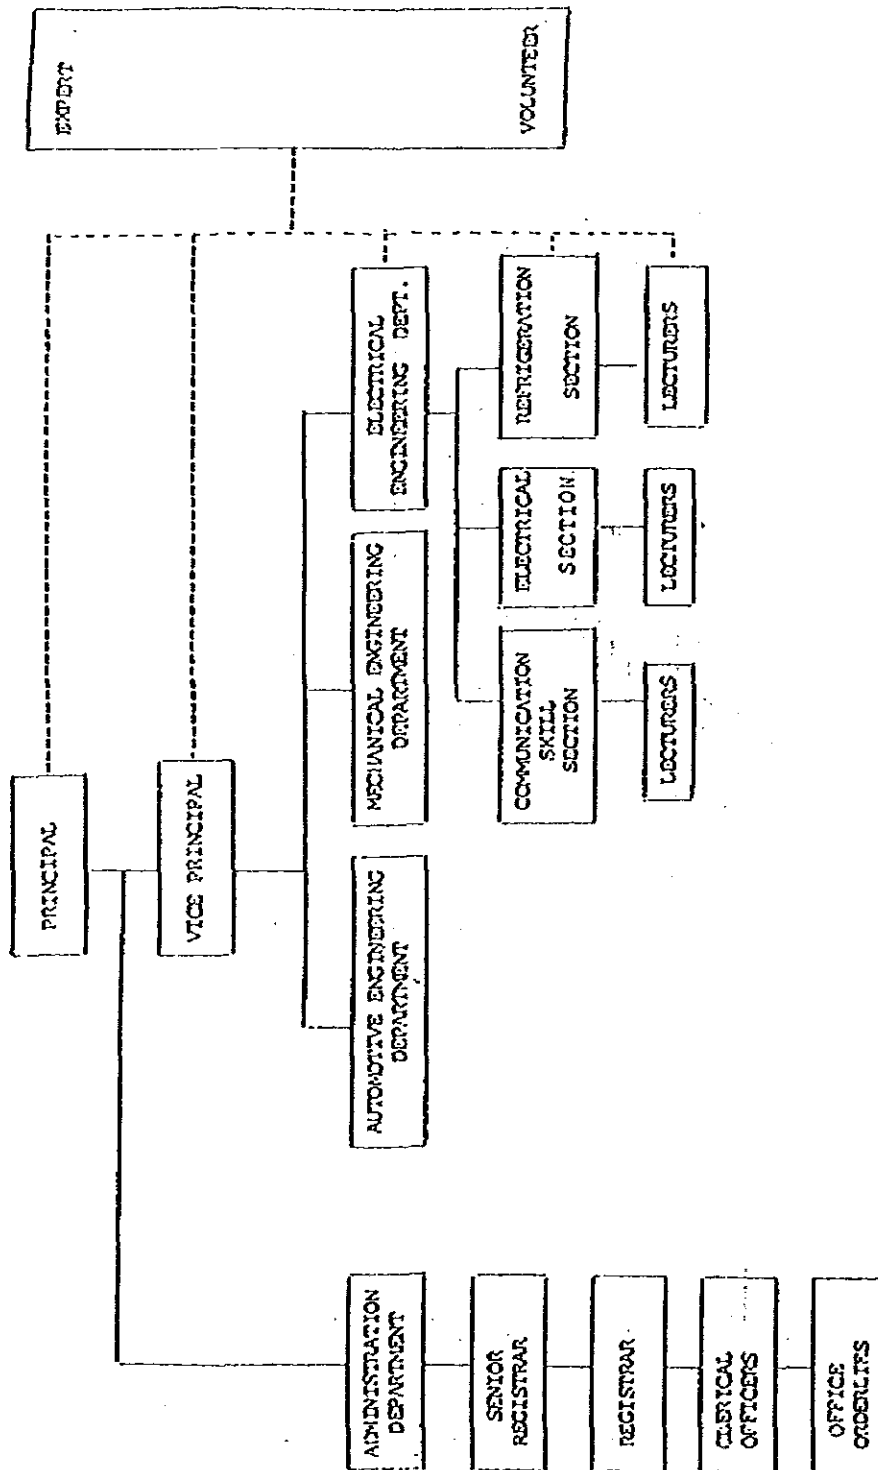 EXPERT
VOLUNTEER
PRINCIPAL
VICE PRINCIPAL
ADMINISTRATION
DEPARTMENT
AUTOMOTIVE ENGINEERING
DEPARTMENT
MECHANICAL ENGINEERING
DEPARTMENT
ELECTRICAL
ENGINEERING DEPT.
SENIOR
REGISTRAR
COMMUNICATION
SKILL
SECTION
ELECTRICAL
SECTION
REFRIGERATION
SECTION
REGISTRAR
LECTURERS
LECTURERS
LECTURERS
CLERICAL
OFFICERS
OFFICE
ORDERLIES